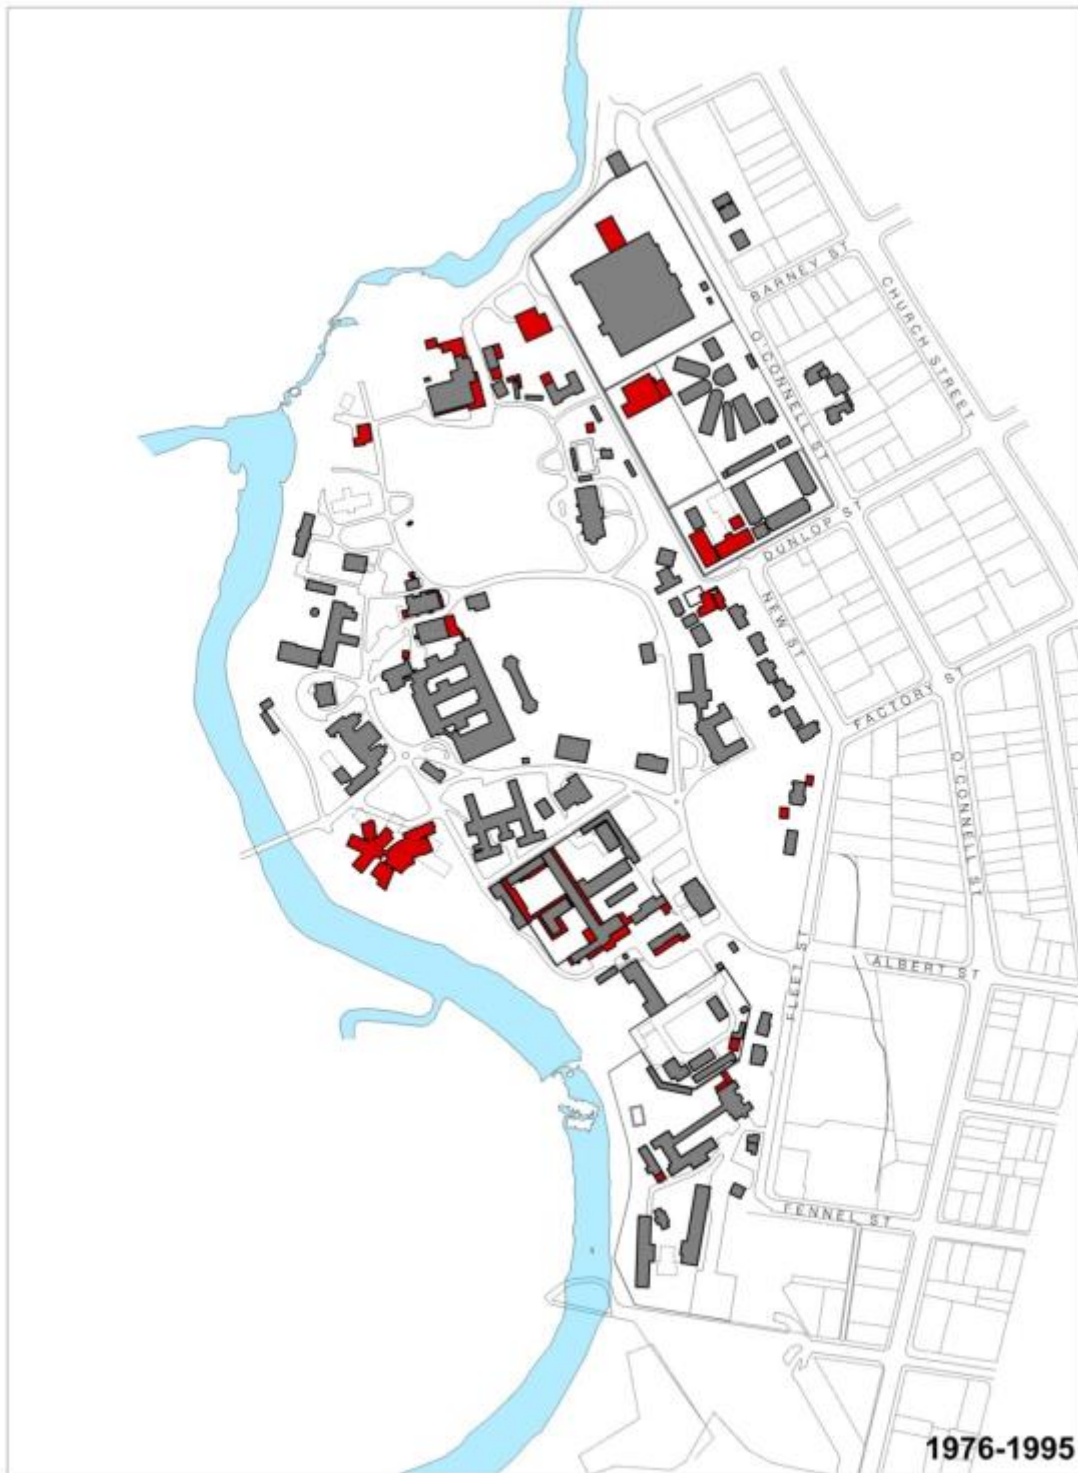 BARNEY ST
CHURCH STREET
O'CONNELL ST
DUNLOP ST
NEW ST
FACTORY ST
O'CONNELL ST
FLEET ST
ALBERT ST
FENNEL ST
1976-1995